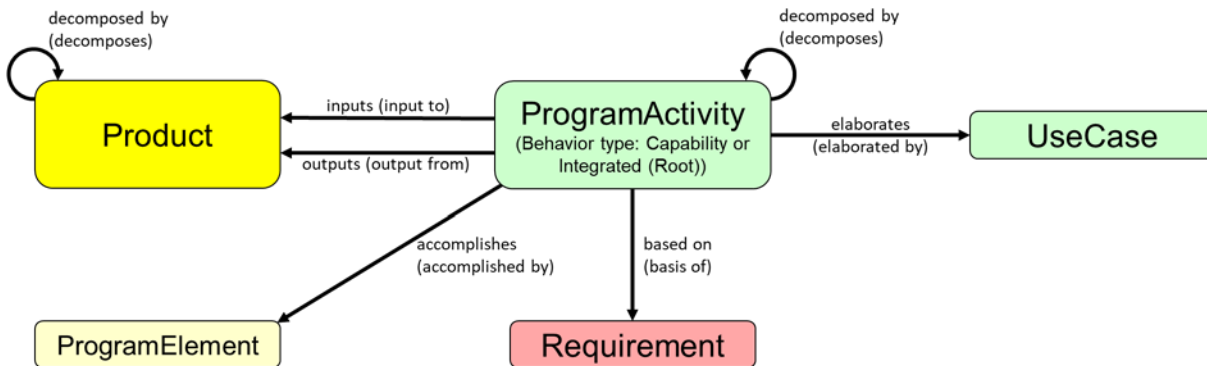 decomposed by
(decomposes)
decomposed by
(decomposes)
Product
inputs (input to)
outputs (output from)
ProgramActivity
(Behavior type: Capability or
Integrated (Root))
elaborates
(elaborated by)
UseCase
accomplishes
(accomplished by)
based on
(basis of)
ProgramElement
Requirement